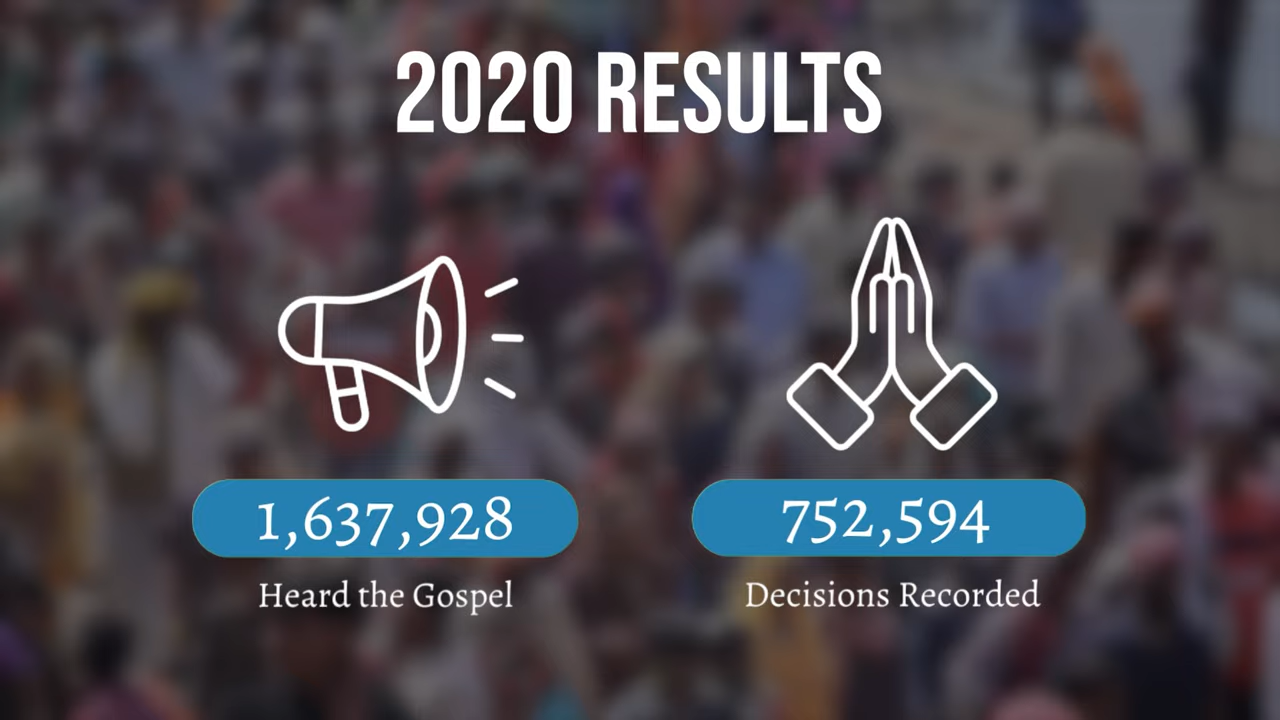 2020 RESULTS
1,637,928
Heard the Gospel
752,594
Decisions Recorded